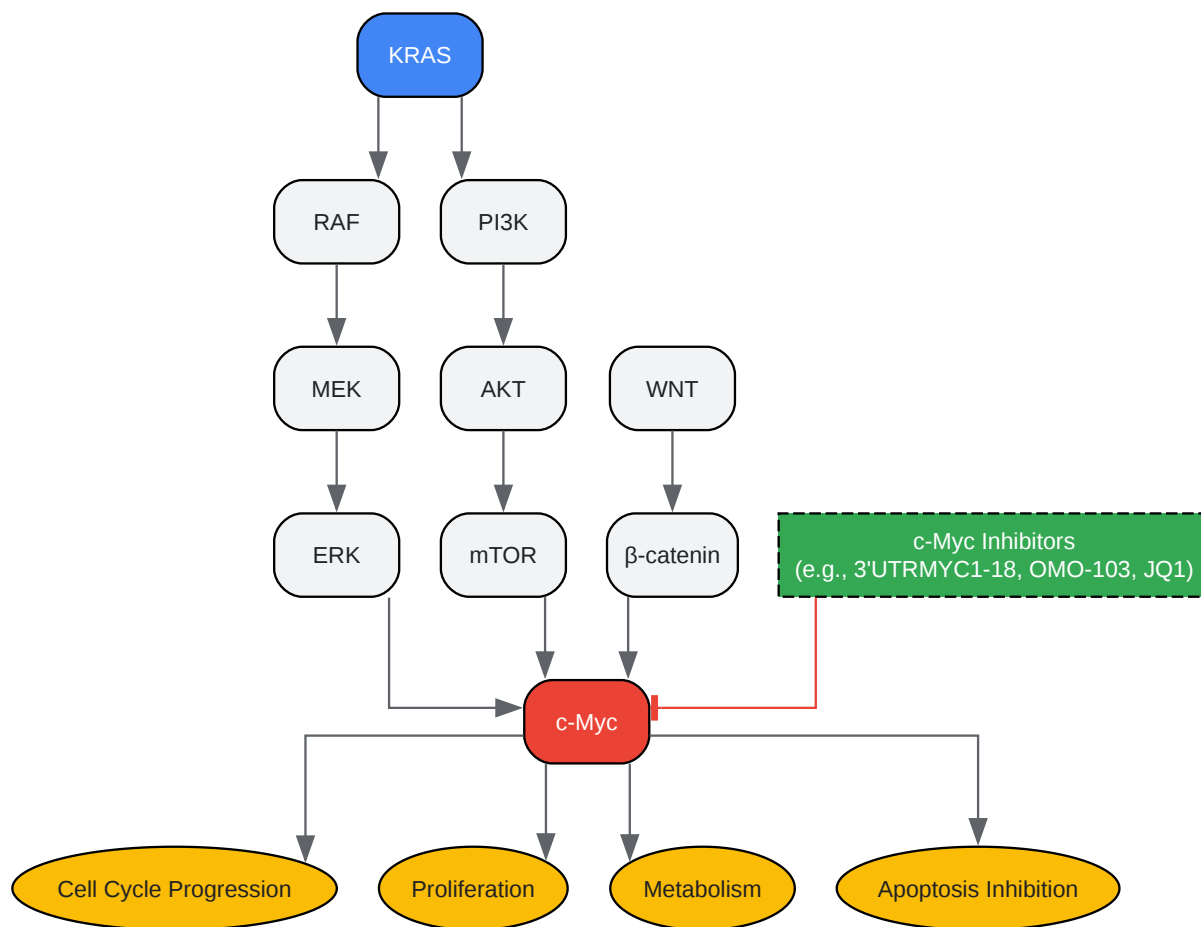 KRAS
RAF
PI3K
MEK
AKT
WNT
ERK
mTOR
β-catenin
c-Myc Inhibitors
(e.g., 3'UTRMYC1-18, OMO-103, JQ1)
c-Myc
Cell Cycle Progression
Proliferation
Metabolism
Apoptosis Inhibition